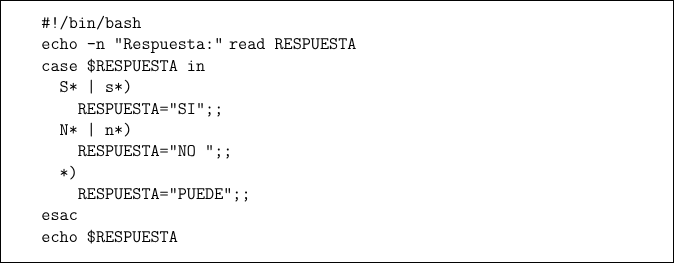 #!/bin/bash
echo -n "Respuesta:" read RESPUESTA
case $RESPUESTA in
  S* | s*)
    RESPUESTA="SI";;
  N* | n*)
    RESPUESTA="NO ";;
  *)
    RESPUESTA="PUEDE";;
esac
echo $RESPUESTA